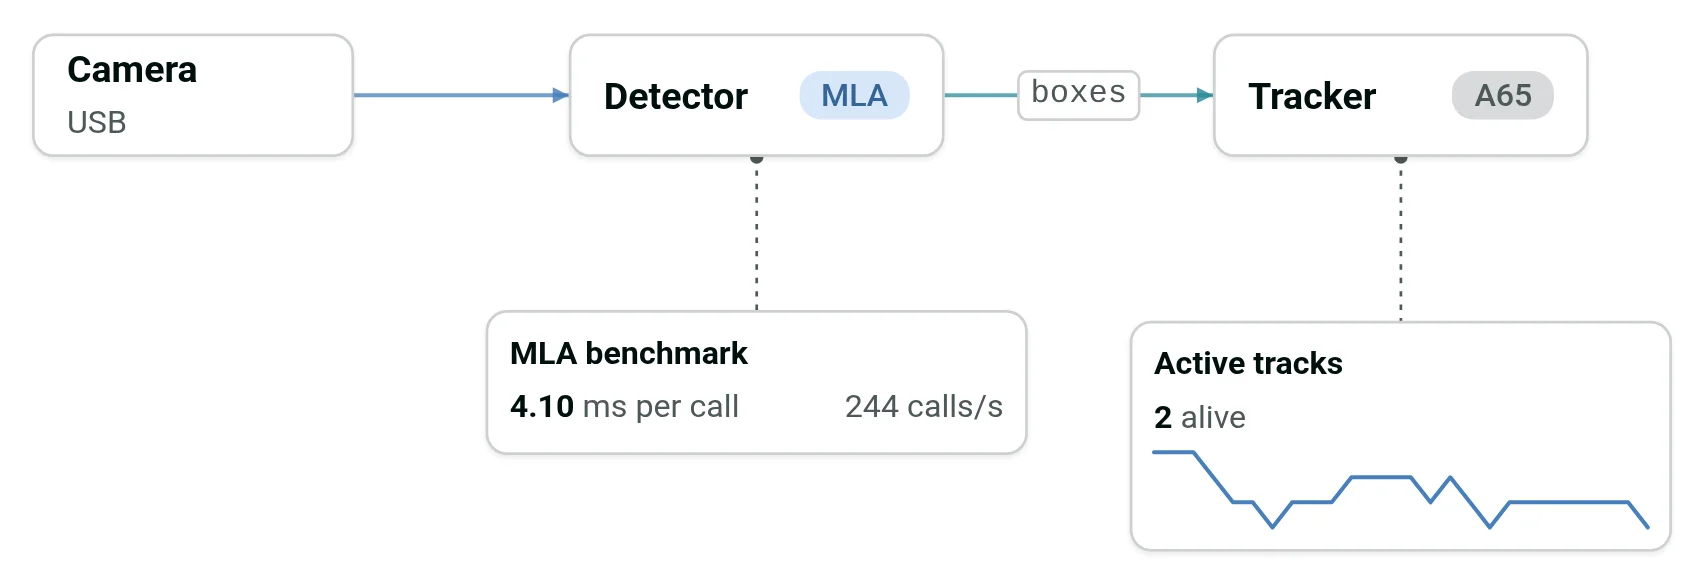 Camera
USB
Detector MLA
boxes
Tracker A65
MLA benchmark
4.10 ms per call 244 calls/s
Active tracks
2 alive